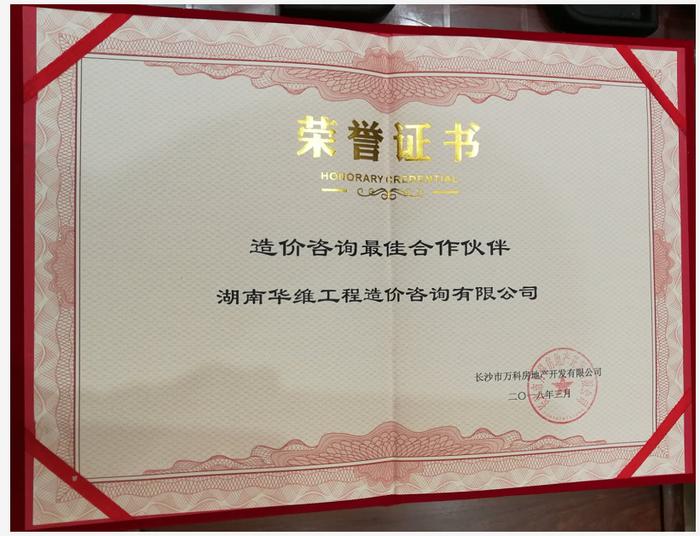 荣誉证书
HONORARY CREDENTIAL
造价咨询最佳合作伙伴
湖南华维工程造价咨询有限公司
长沙市万科房地产开发有限公司
二〇一八年三月